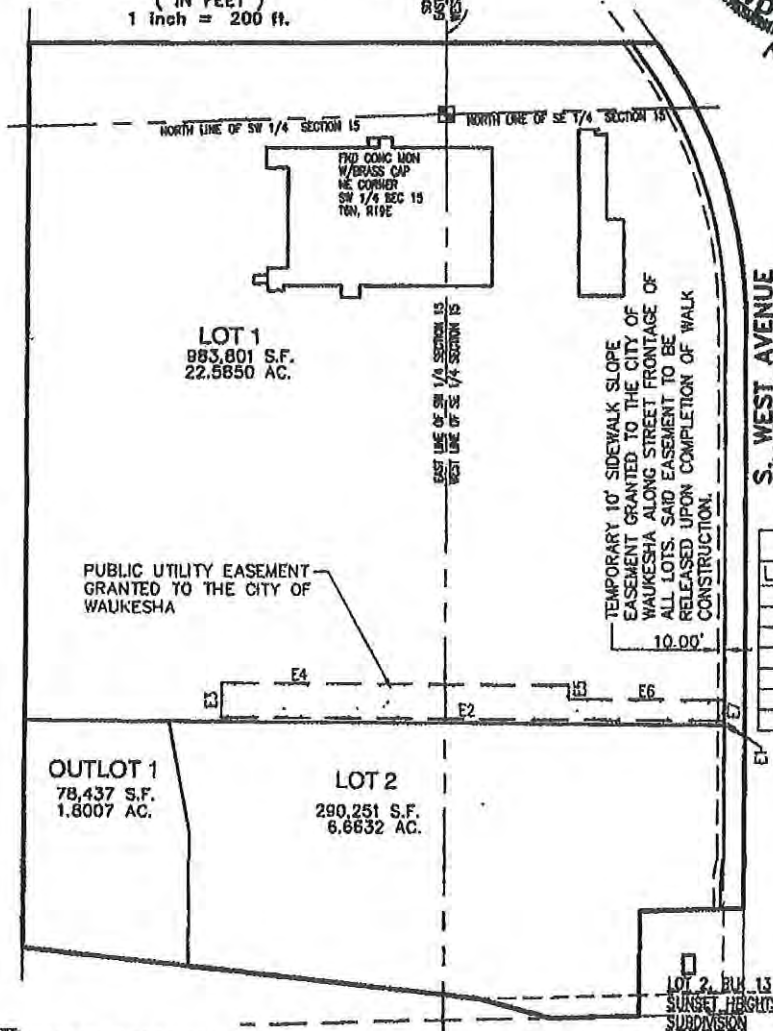 ( IN FEET )
1 inch = 200 ft.
NORTH LINE OF SW 1/4 SECTION 15
NORTH LINE OF SE 1/4 SECTION 15
FND CONC MON
W/BRASS CAP
NE CORNER
SW 1/4 SEC 15
T6N, R19E
LOT 1
983,801 S.F.
22.5850 AC.
EAST LINE OF SW 1/4 SECTION 15
WEST LINE OF SE 1/4 SECTION 15
TEMPORARY 10' SIDEWALK SLOPE
EASEMENT GRANTED TO THE CITY OF
WAUKESHA ALONG STREET FRONTAGE OF
ALL LOTS. SAID EASEMENT TO BE
RELEASED UPON COMPLETION OF WALK
CONSTRUCTION.
10.00'
S. WEST AVENUE
PUBLIC UTILITY EASEMENT
GRANTED TO THE CITY OF
WAUKESHA
E3
E4
E5
E6
E2
E7
E1
OUTLOT 1
78,437 S.F.
1.8007 AC.
LOT 2
290,251 S.F.
6.6632 AC.
LOT 2, BLK 13
SUNSET HEIGHTS
SUBDIVISION